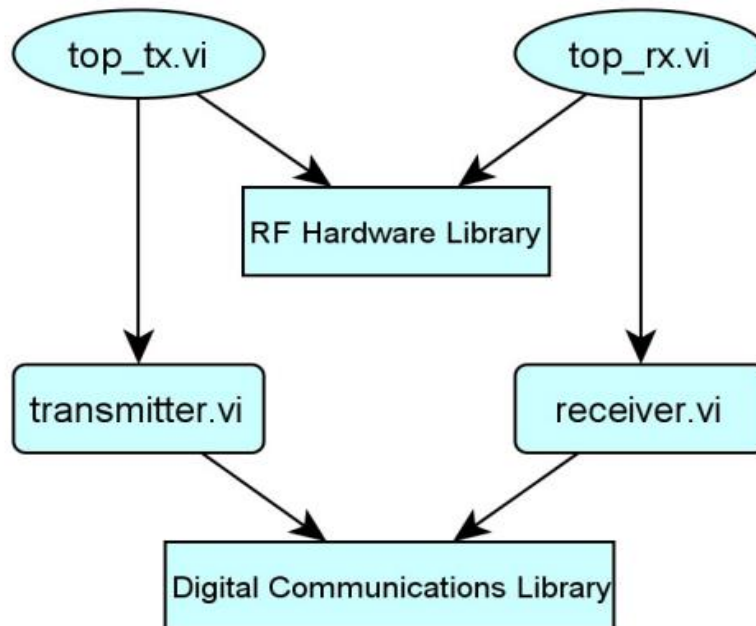 top_tx.vi
top_rx.vi
RF Hardware Library
transmitter.vi
receiver.vi
Digital Communications Library